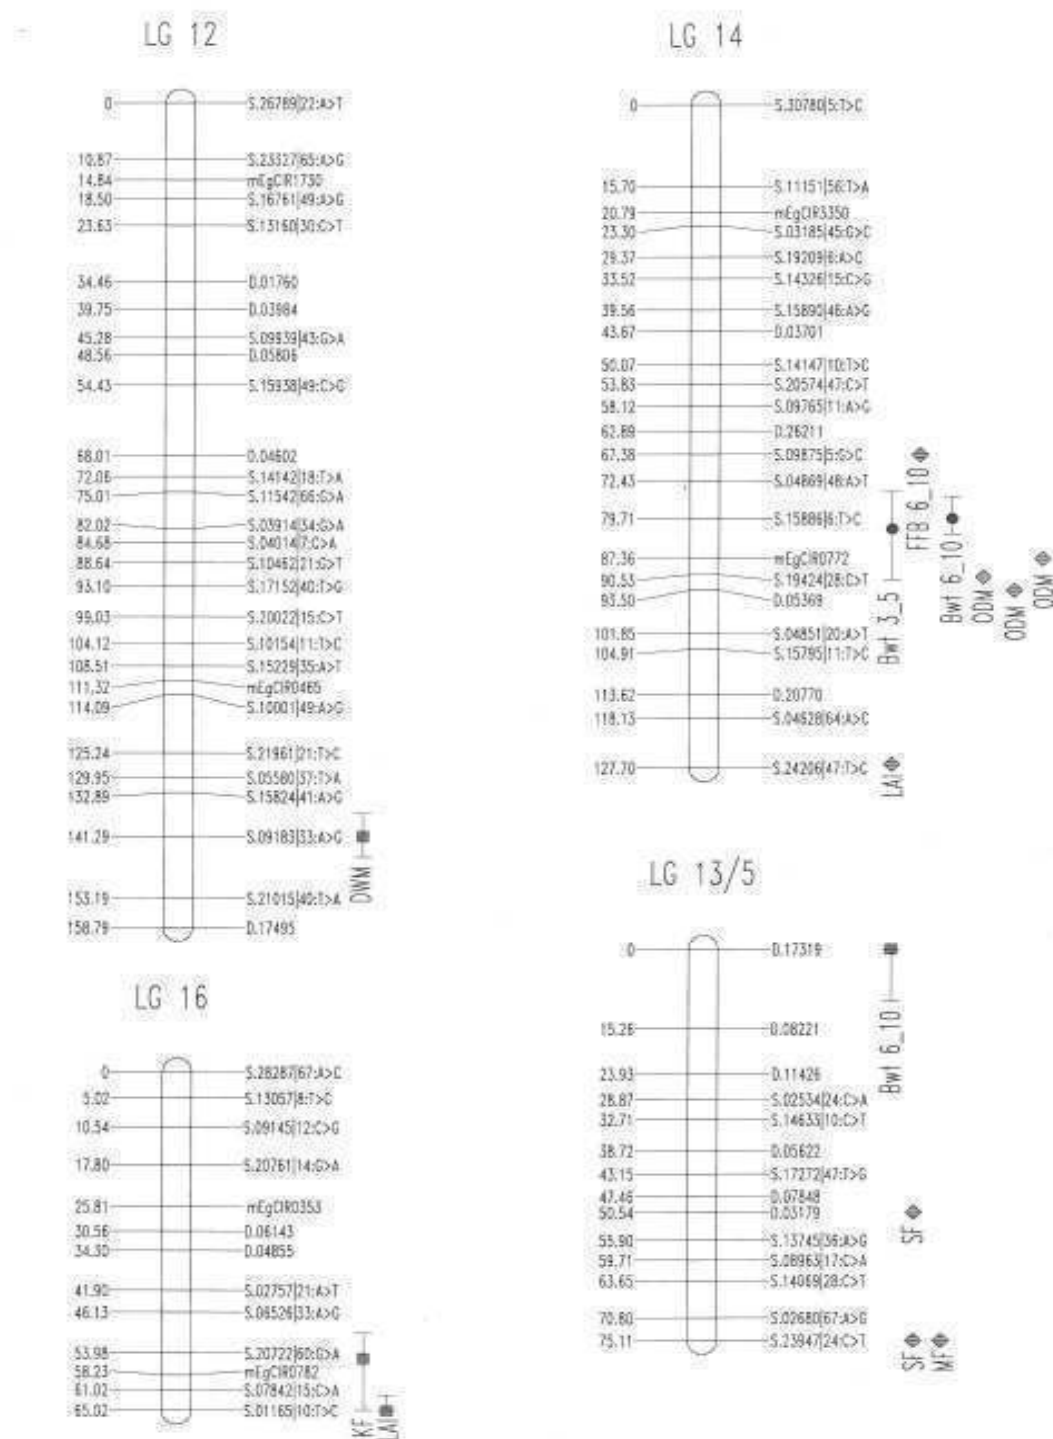 LG 12
0 S.26789|22:A>T
10.87 S.23327|65:A>G
14.84 mEgCIR1730
18.50 S.16761|49:A>G
23.63 S.13160|30:C>T
34.46 D.01760
39.75 D.03984
45.28 S.09939|43:G>A
48.56 D.05806
54.43 S.15938|49:C>G
68.01 D.04602
72.06 S.14142|18:T>A
75.01 S.11542|66:G>A
82.02 S.03914|34:G>A
84.68 S.04014|7:C>A
88.64 S.10462|21:G>T
93.10 S.17152|40:T>G
99.03 S.20022|15:C>T
104.12 S.10154|11:T>C
108.51 S.15229|35:A>T
111.32 mEgCIR0465
114.09 S.10001|49:A>G
125.24 S.21961|21:T>C
129.95 S.05580|37:T>A
132.89 S.15824|41:A>G
141.29 S.09183|33:A>G
153.19 S.21015|40:T>A
158.79 D.17495
LG 14
0 S.30780|5:T>C
15.70 S.11151|56:T>A
20.79 mEgCIR3350
23.30 S.03185|45:G>C
29.37 S.19209|6:A>C
33.52 S.14326|15:C>G
39.56 S.15890|46:A>G
43.67 D.03701
50.07 S.14147|10:T>C
53.83 S.20574|47:C>T
58.12 S.09765|11:A>G
62.89 D.26211
67.38 S.09875|5:G>C
72.43 S.04869|48:A>T
79.71 S.15886|6:T>C
87.36 mEgCIR0772
90.53 S.19424|28:C>T
93.50 D.05369
101.85 S.04851|20:A>T
104.91 S.15795|11:T>C
113.62 D.20770
118.13 S.04628|64:A>C
127.70 S.24206|47:T>C
Bwt 3_5
FFB 6_10
Bwt 6_10
ODM
ODM
ODM
LAI
LG 16
0 S.28287|67:A>C
5.02 S.13057|8:T>C
10.54 S.09145|12:C>G
17.80 S.20761|14:G>A
25.81 mEgCIR0353
30.56 D.06143
34.30 D.04855
41.90 S.02757|21:A>T
46.13 S.06526|33:A>G
53.98 S.20722|60:G>A
58.23 mEgCIR0782
61.02 S.07842|15:C>A
65.02 S.01165|10:T>C
KF
LAI
LG 13/5
0 D.17319
15.26 D.08221
23.93 D.11426
28.87 S.02534|24:C>A
32.71 S.14633|10:C>T
38.72 D.05622
43.15 S.17272|47:T>G
47.46 D.07848
50.54 D.03179
55.90 S.13745|36:A>G
59.71 S.08963|17:C>A
63.65 S.14069|28:C>T
70.80 S.02680|67:A>G
75.11 S.23947|24:C>T
Bwt 6_10
SF
SF
MF